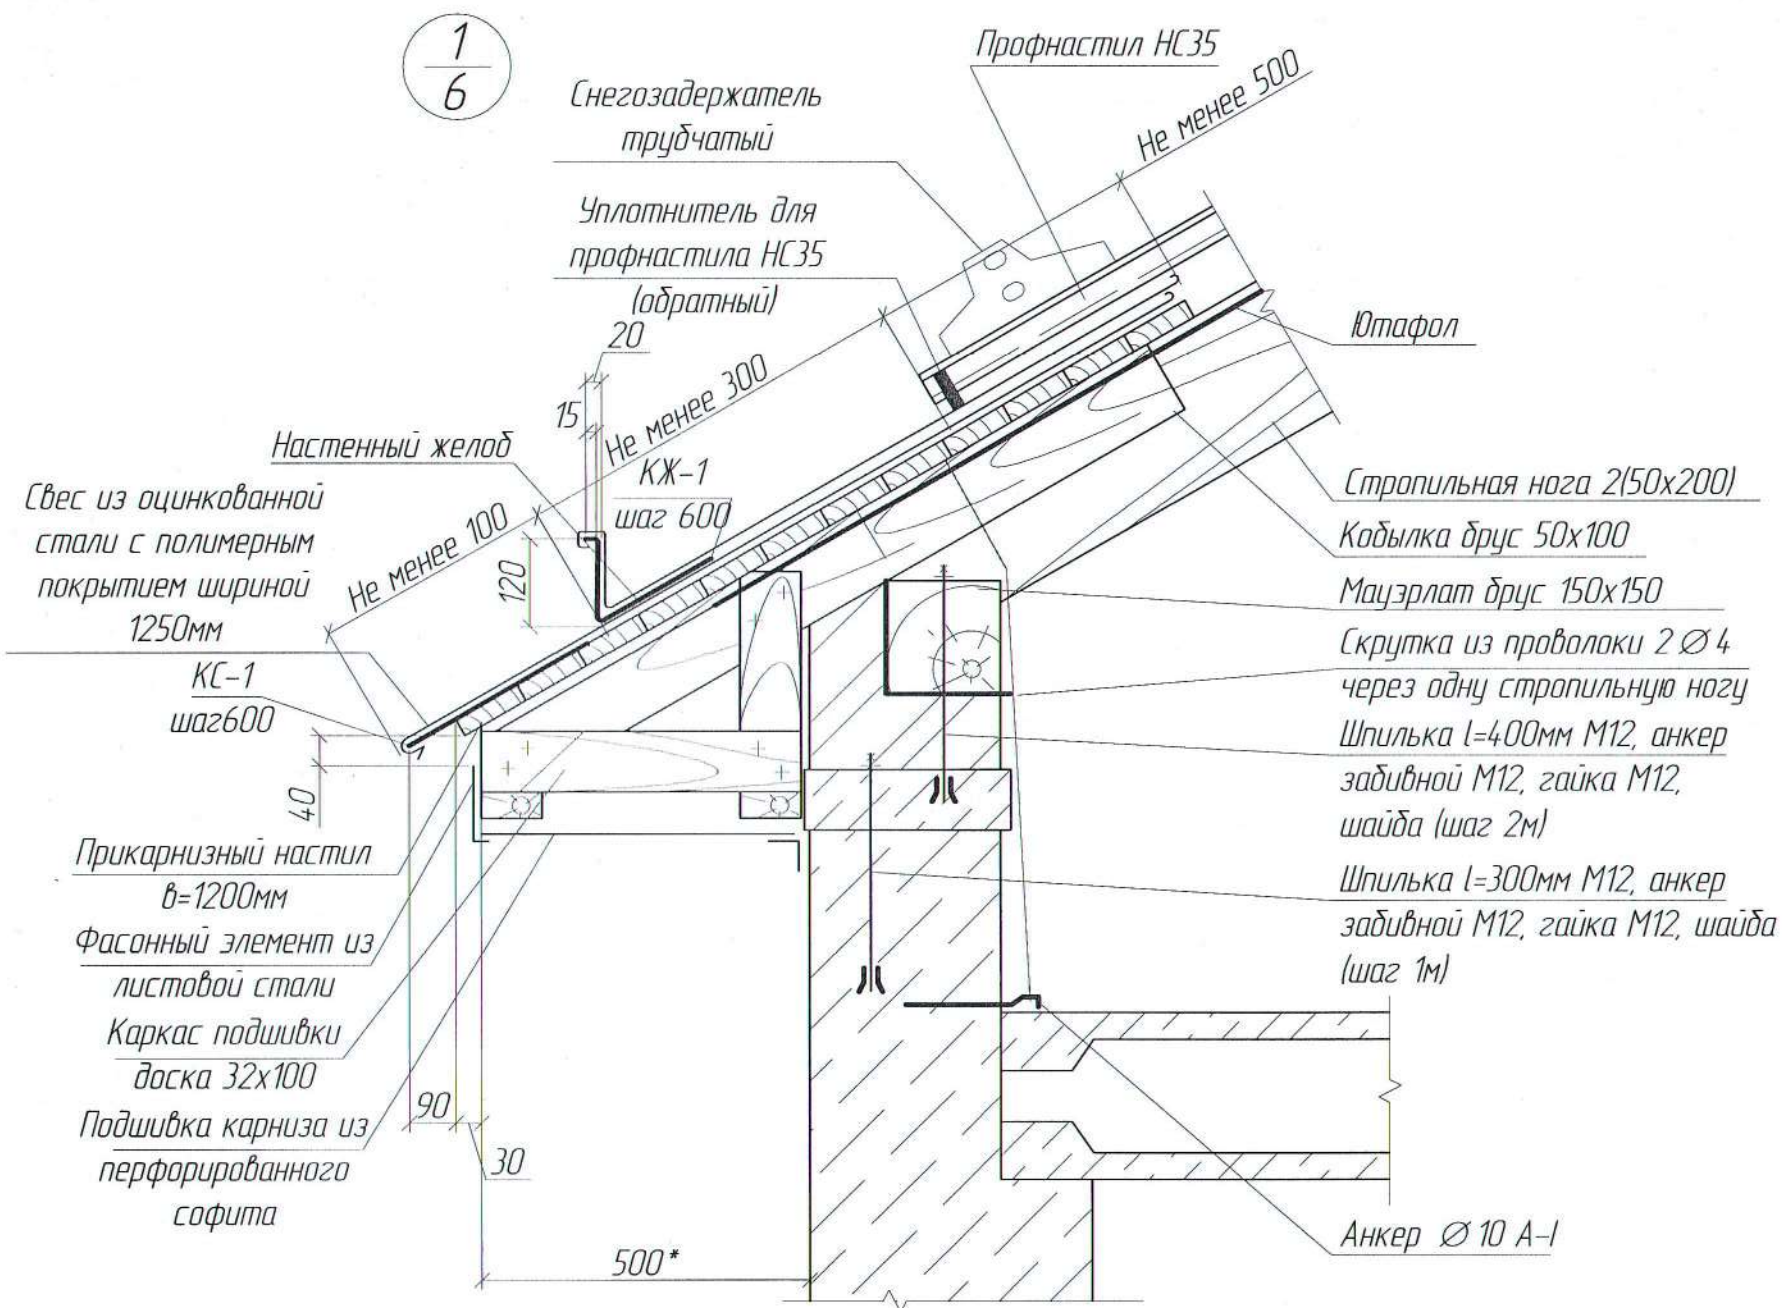 1
6
Профнастил НС35
Не менее 500
Снегозадержатель
трубчатый
Уплотнитель для
профнастила НС35
(обратный)
20
15
Не менее 300
Ютафол
Настенный желоб
КЖ-1
шаг 600
Свес из оцинкованной
стали с полимерным
покрытием шириной
1250мм
Не менее 100
120
КС-1
шаг600
40
Стропильная нога 2(50х200)
Кобылка брус 50х100
Мауэрлат брус 150х150
Скрутка из проволоки 2 ∅ 4
через одну стропильную ногу
Шпилька l=400мм М12, анкер
забивной М12, гайка М12,
шайба (шаг 2м)
Шпилька l=300мм М12, анкер
забивной М12, гайка М12, шайба
(шаг 1м)
Прикарнизный настил
в=1200мм
Фасонный элемент из
листовой стали
Каркас подшивки
доска 32х100
Подшивка карниза из
перфорированного
софита
90
30
500*
Анкер ∅ 10 А-I